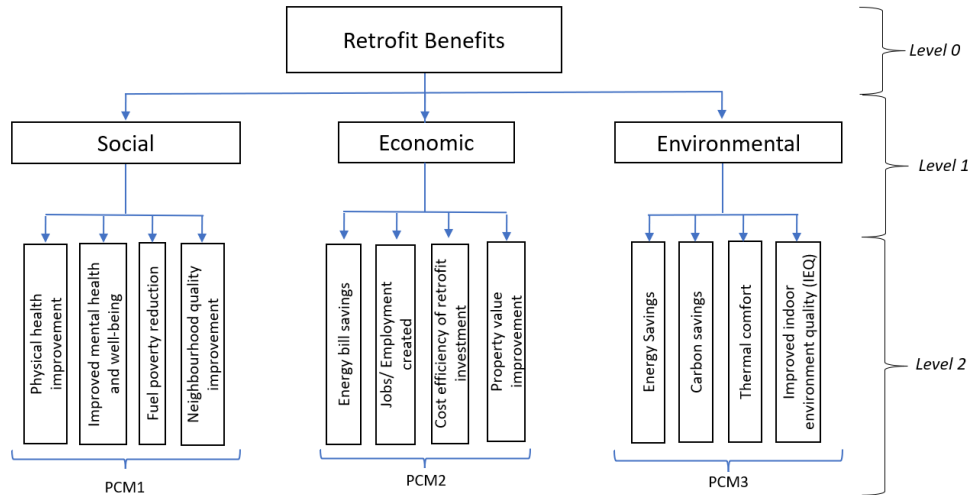 Retrofit Benefits
Level 0
Social
Economic
Environmental
Level 1
Physical health
improvement
Improved mental health
and well-being
Fuel poverty reduction
Neighbourhood quality
improvement
Energy bill savings
Jobs/ Employment
created
Cost efficiency of retrofit
investment
Property value
improvement
Energy Savings
Carbon savings
Thermal comfort
Improved indoor
environment quality (IEQ)
Level 2
PCM1
PCM2
PCM3